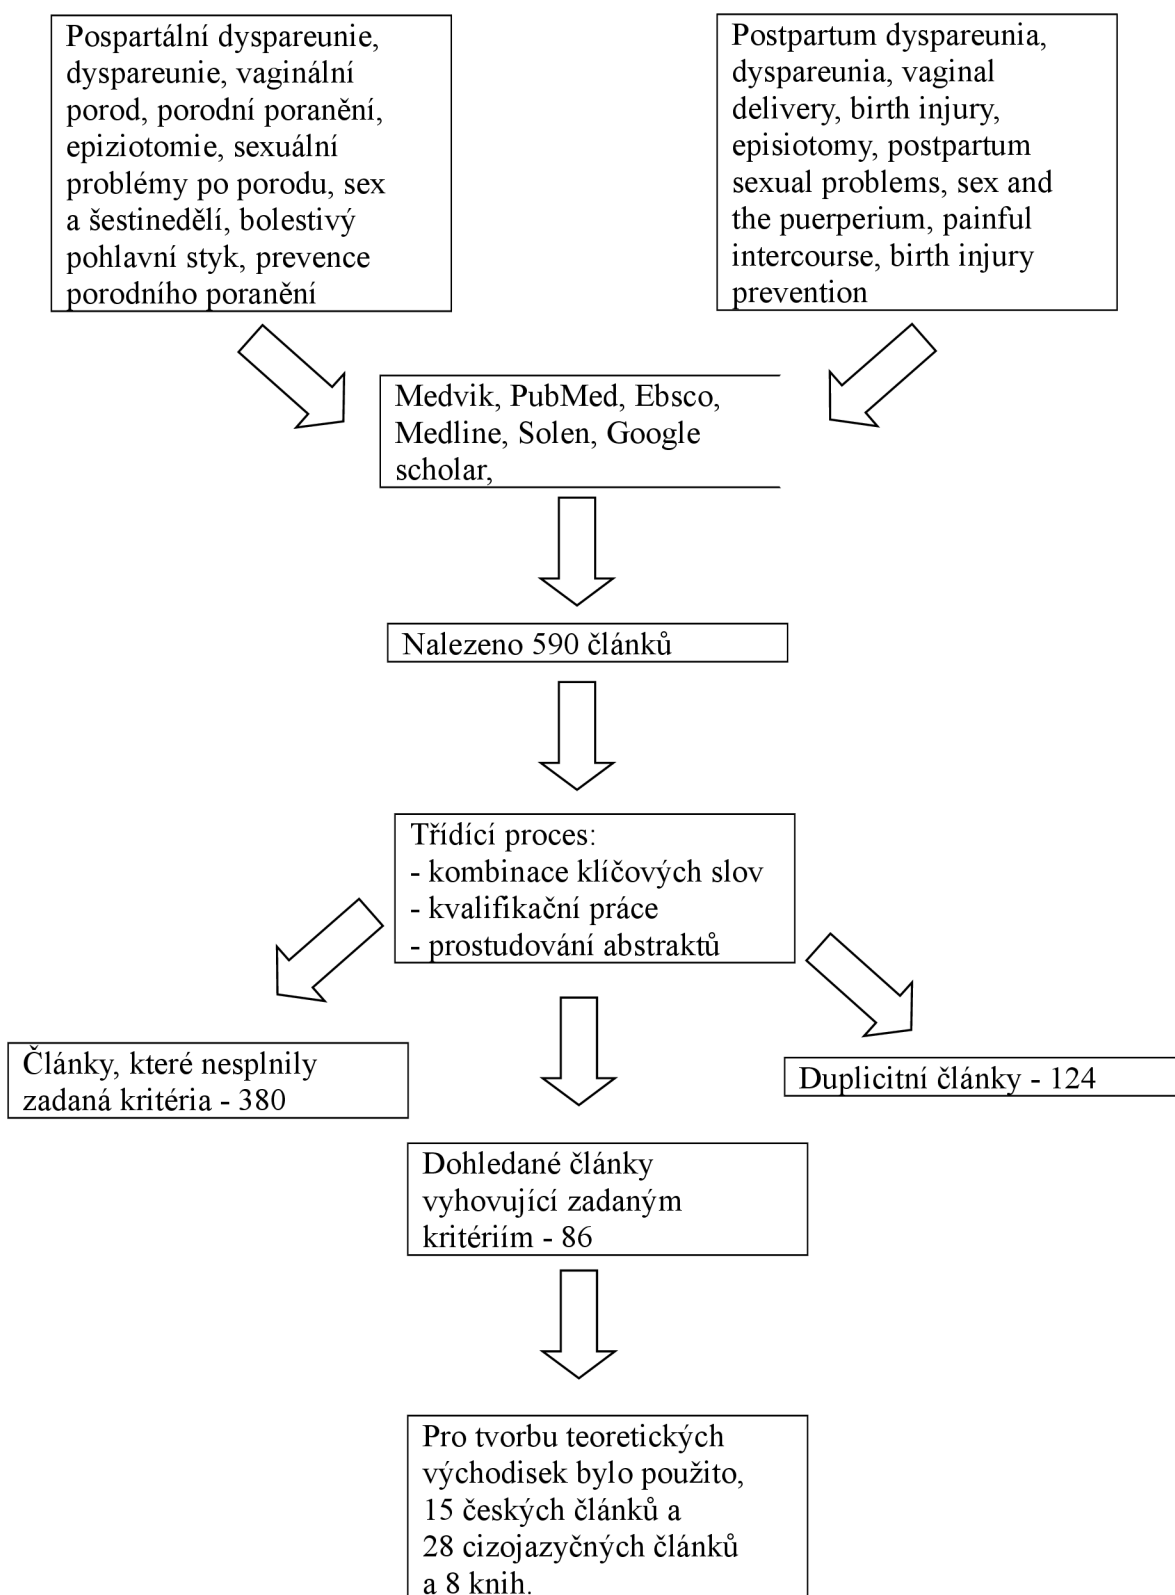 Pospartální dyspareunie,
dyspareunie, vaginální
porod, porodní poranění,
epiziotomie, sexuální
problémy po porodu, sex
a šestinedělí, bolestivý
pohlavní styk, prevence
porodního poranění
Postpartum dyspareunia,
dyspareunia, vaginal
delivery, birth injury,
episiotomy, postpartum
sexual problems, sex and
the puerperium, painful
intercourse, birth injury
prevention
Medvik, PubMed, Ebsco,
Medline, Solen, Google
scholar,
Nalezeno 590 článků
Třídící proces:
- kombinace klíčových slov
- kvalifikační práce
- prostudování abstraktů
Články, které nesplnily
zadaná kritéria - 380
Duplicitní články - 124
Dohledané články
vyhovující zadaným
kritériím - 86
Pro tvorbu teoretických
východisek bylo použito,
15 českých článků a
28 cizojazyčných článků
a 8 knih.